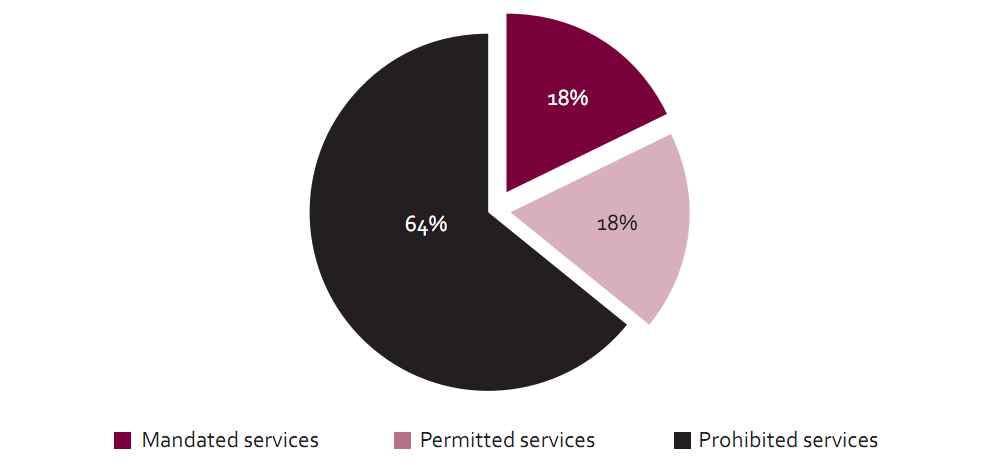 18%
18%
64%
Mandated services
Permitted services
Prohibited services